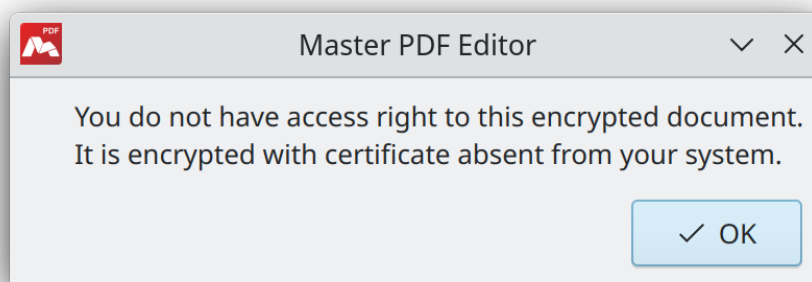 PDF
Master PDF Editor
You do not have access right to this encrypted document.
It is encrypted with certificate absent from your system.
OK